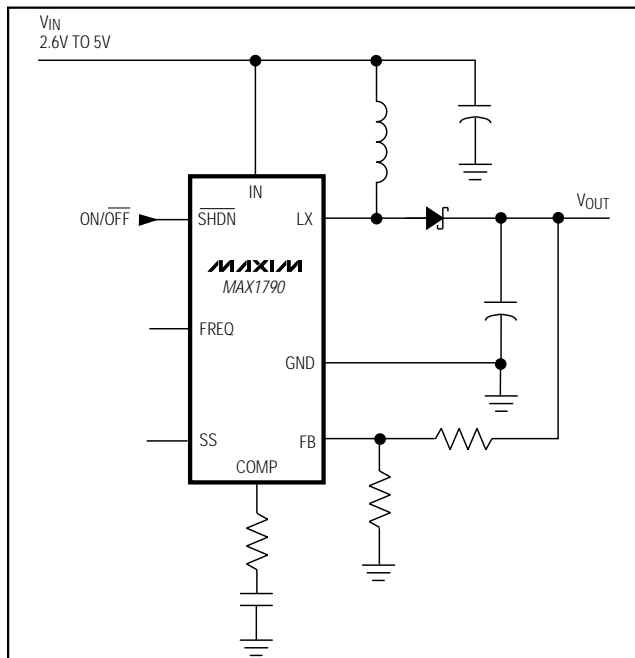 VIN
2.6V TO 5V
IN
ON/OFF
SHDN
LX
VOUT
MAXIM
MAX1790
FREQ
GND
SS
FB
COMP